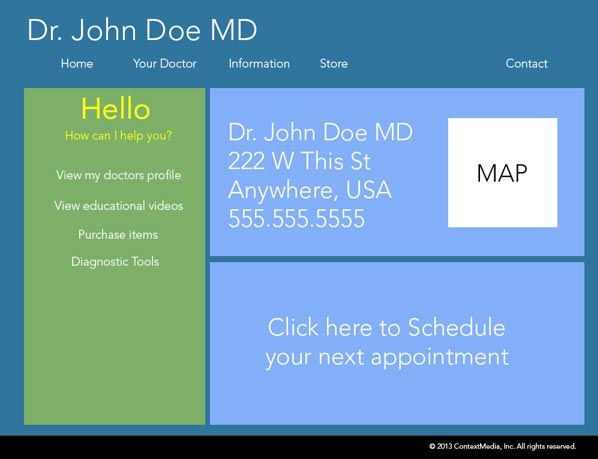 Dr. John Doe MD
Home
Your Doctor
Information
Store
Contact
Hello
How can I help you?
View my doctors profile
View educational videos
Purchase items
Diagnostic Tools
Dr. John Doe MD
222 W This St
Anywhere, USA
555.555.5555
MAP
Click here to Schedule
your next appointment
© 2013 ContextMedia, Inc. All rights reserved.